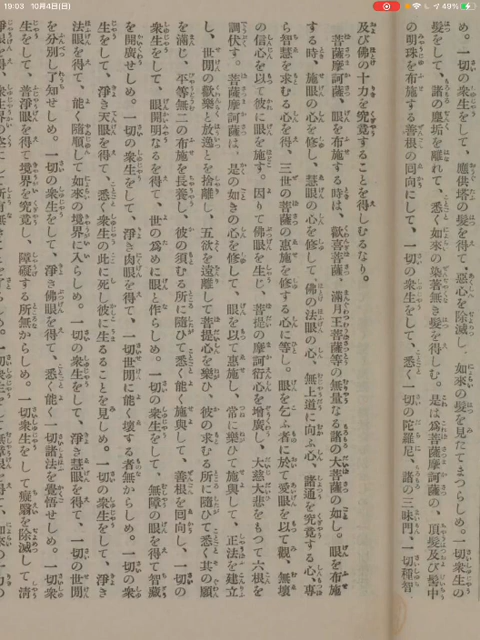 19:03 10月4日(日)
49%
め。一切の衆生をして、應供塔の髮を得て、惡心を除滅し、如來の髮を見たてまつらしめ。一切衆生の
髮をして、諸の塵垢を離れて、悉く如來の染著無き髮を得しむ。是は爲菩薩摩訶薩の、頂髮及び髻中
の明珠を布施する善根の回向にして、一切の衆生をして、悉く一切の陀羅尼、諸の三昧門、一切種智、
及び佛の十力を究竟することを得しむるなり。
菩薩摩訶薩、眼を布施する時は、歡喜菩薩、滿月王菩薩等の無量なる諸の大菩薩の如し。眼を布施
する時、施眼の心を修し、慧眼の心を修して、佛の法眼の心、無上道に向ふ心、諸通を究竟する心、專
ら智慧を求むる心を得、三世の菩薩の惠施を修する心に等し。眼を乞ふ者に於て愛眼を以て觀、無壞
の信心を以て彼に眼を施す。因りて佛眼を生じ、菩提の摩訶衍心を增廣し、大慈大悲をもつて六根を
調伏す。菩薩摩訶薩は、是の如きの心を修して、眼を以て惠施し、常に樂ひて施與して、正法を建立
し、世間の歡樂と放逸とを捨離し、五欲を遠離して菩提心を樂ひ、彼の求むる所に隨つて悉く其の願
を滿し、平等無二の布施を長養し、彼の須むる所に隨ひて悉く能く施與して、善根を回向し、一切の
衆生をして、眼開明なるを得て、世の爲めに眼と作らしめ。一切の衆生をして、無障の眼を得て智藏
を開廣せしめ。一切の衆生をして、淨き肉眼を得て、一切世間に能く壞する者無からしめ。一切の衆
生をして、淨き天眼を得て、悉く衆生の此に死し彼に生るることを見しめ。一切の衆生をして、淨き
法眼を得て、能く隨順して如來の境界に入らしめ。一切の衆生をして、淨き慧眼を得て、一切の世間
を分別し了知せしめ。一切の衆生をして、淨き佛眼を得て、悉く能く一切諸法を覺悟せしめ。一切衆
生をして、普淨眼を得て境界を究竟し、障礙する所無からしめ。一切の衆生をして癡翳を除滅して清